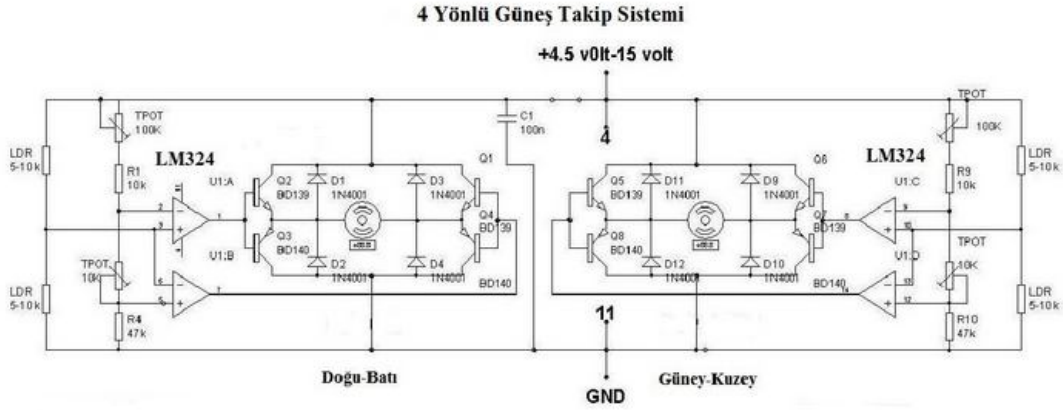 4 Yönlü Güneş Takip Sistemi
+4.5 v0lt-15 volt
TPOT
100K
C1
100n
4
TPOT
100K
LDR
5-10k
R1
10k
LM324
U1:A
2
3
1
Q2
BD139
D1
1N4001
D3
1N4001
Q1
Q4
BD139
Q3
BD140
U1:B
D2
1N4001
D4
1N4001
BD140
TPOT
10K
6
7
LDR
5-10k
R4
47k
Q5
BD139
D11
1N4001
D9
1N4001
Q6
Q7
BD139
Q8
BD140
D12
1N4001
D10
1N4001
BD140
LM324
U1:C
8
9
10
R9
10k
LDR
5-10k
U1:D
TPOT
10K
14
13
12
R10
47k
LDR
5-10k
11
Doğu-Batı
Güney-Kuzey
GND